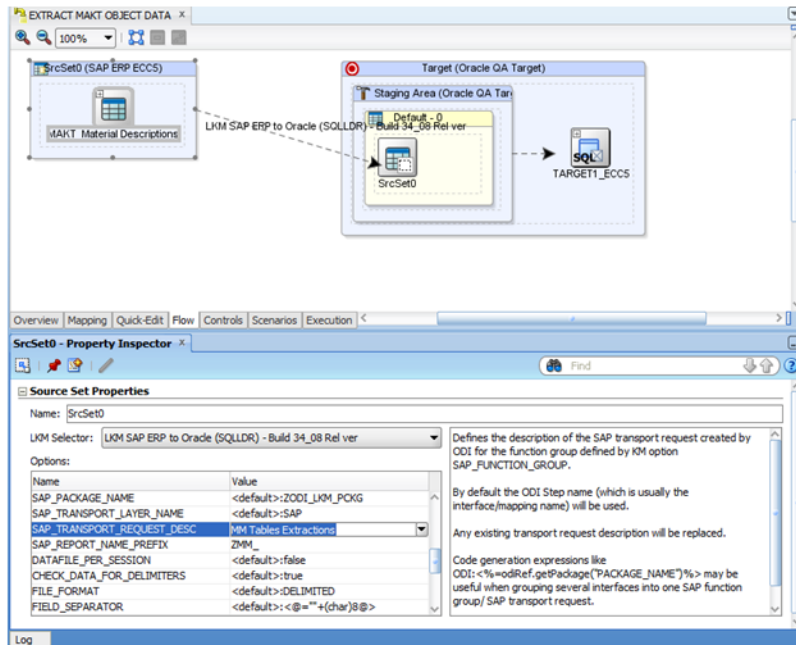 EXTRACT MAKT OBJECT DATA x
100%
SrcSet0 (SAP ERP ECC5)
MAKT Material Descriptions
LKM SAP ERP to Oracle (SQLLDR) - Build 34_08 Rel ver
Target (Oracle QA Target)
Staging Area (Oracle QA Tar
Default - 0
SrcSet0
SQL
TARGET1_ECC5
Overview Mapping Quick-Edit Flow Controls Scenarios Execution
SrcSet0 - Property Inspector x
Find
Source Set Properties
Name: SrcSet0
LKM Selector: LKM SAP ERP to Oracle (SQLLDR) - Build 34_08 Rel ver
Options:
Name Value
SAP_PACKAGE_NAME <default>:ZODI_LKM_PCKG
SAP_TRANSPORT_LAYER_NAME <default>:SAP
SAP_TRANSPORT_REQUEST_DESC MM Tables Extractions
SAP_REPORT_NAME_PREFIX ZMM_
DATAFILE_PER_SESSION <default>:false
CHECK_DATA_FOR_DELIMITERS <default>:true
FILE_FORMAT <default>:DELIMITED
FIELD_SEPARATOR <default>:<@=""+(char)8@>
Defines the description of the SAP transport request created by
ODI for the function group defined by KM option
SAP_FUNCTION_GROUP.
By default the ODI Step name (which is usually the
interface/mapping name) will be used.
Any existing transport request description will be replaced.
Code generation expressions like
ODI:<%=odiRef.getPackage("PACKAGE_NAME")%> may be
useful when grouping several interfaces into one SAP function
group/ SAP transport request.
Log